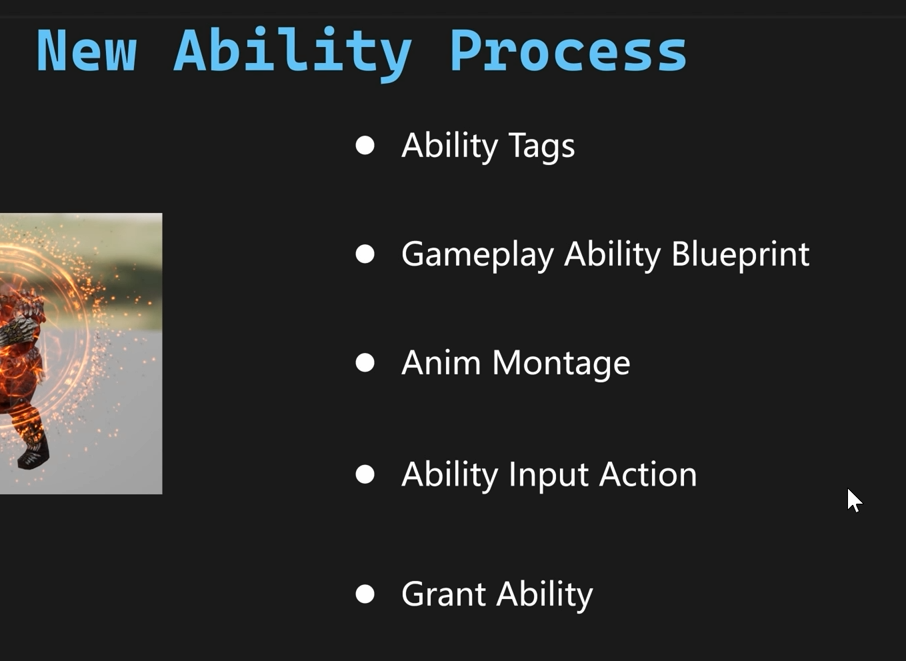 New Ability Process
Ability Tags
Gameplay Ability Blueprint
Anim Montage
Ability Input Action
Grant Ability